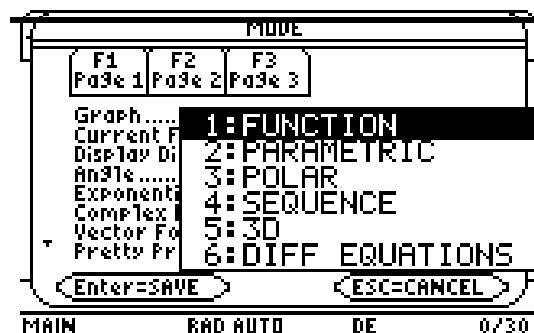 MODE
F1 F2 F3
Page 1 Page 2 Page 3
Graph......
Current F
Display Di
Angle......
Exponenti
Complex
Vector Fo
Pretty Pr
1:FUNCTION
2:PARAMETRIC
3:POLAR
4:SEQUENCE
5:3D
6:DIFF EQUATIONS
Enter=SAVE ESC=CANCEL
MAIN RAD AUTO DE 0/30